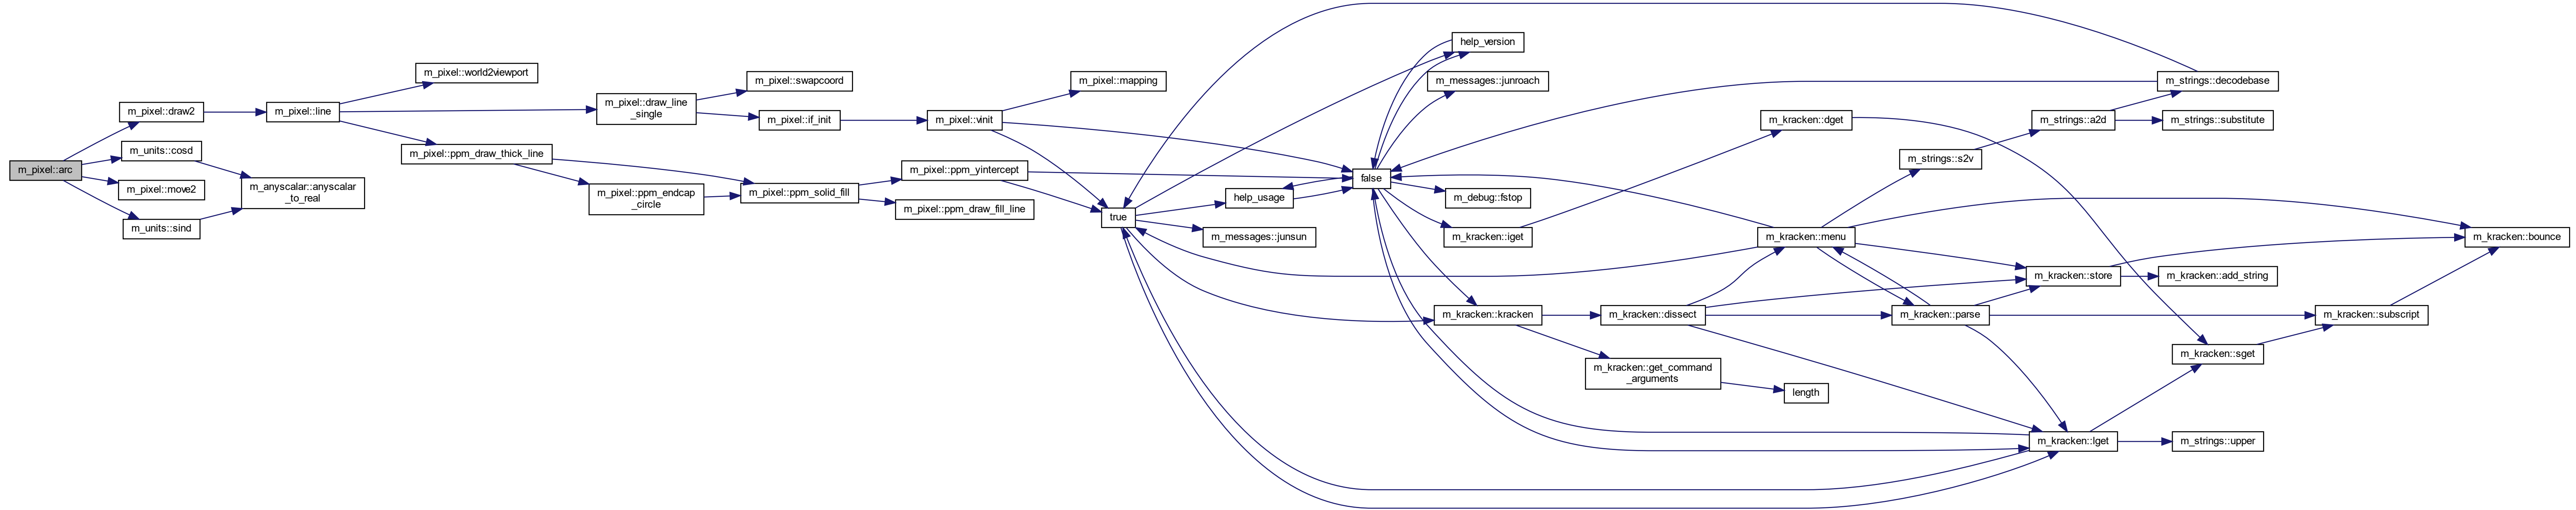 m_pixel::arc
m_pixel::draw2
m_units::cosd
m_pixel::move2
m_units::sind
m_pixel::line
m_anyscalar::anyscalar
_to_real
m_pixel::world2viewport
m_pixel::ppm_draw_thick_line
m_pixel::draw_line
_single
m_pixel::ppm_endcap
_circle
m_pixel::swapcoord
m_pixel::if_init
m_pixel::ppm_solid_fill
m_pixel::vinit
m_pixel::ppm_yintercept
m_pixel::ppm_draw_fill_line
m_pixel::mapping
true
help_usage
m_messages::junsun
false
help_version
m_messages::junroach
m_debug::fstop
m_kracken::iget
m_kracken::kracken
m_kracken::dissect
m_kracken::get_command
_arguments
m_kracken::dget
m_kracken::menu
length
m_strings::s2v
m_kracken::parse
m_strings::a2d
m_kracken::store
m_kracken::lget
m_strings::decodebase
m_strings::substitute
m_kracken::add_string
m_kracken::sget
m_strings::upper
m_kracken::subscript
m_kracken::bounce